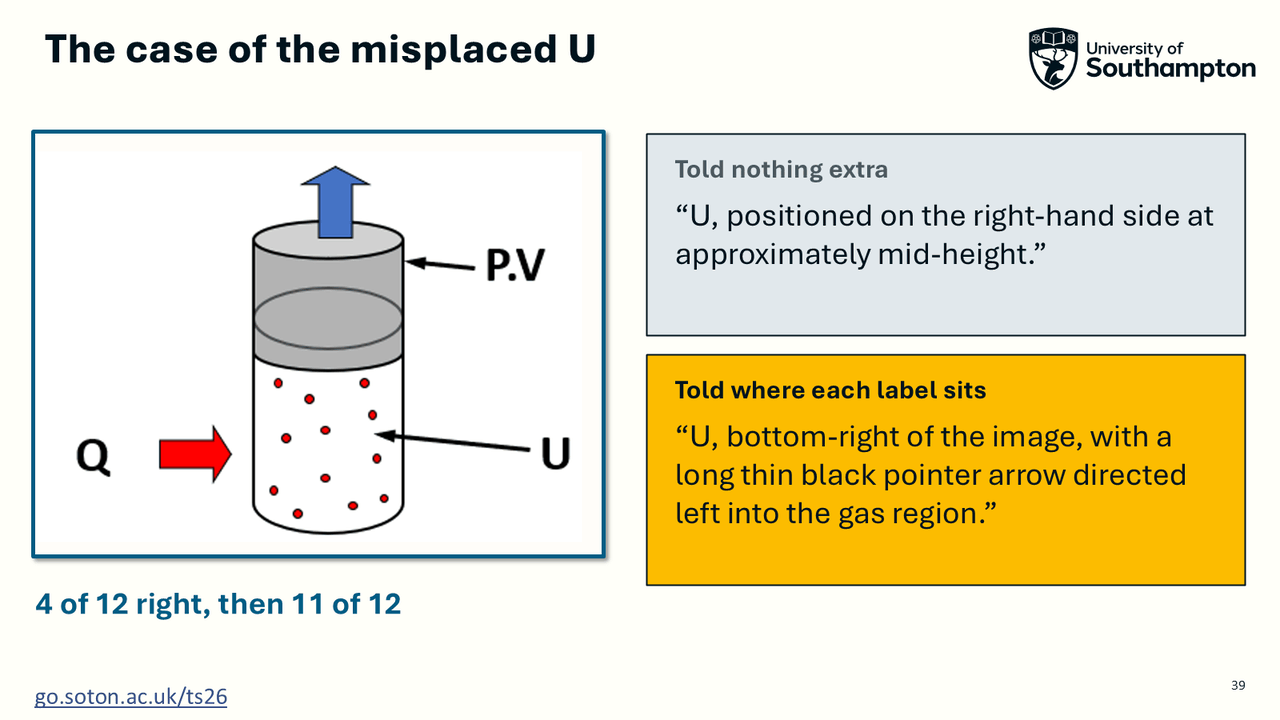 The case of the misplaced U
University of
Southampton
P.V
Q
U
4 of 12 right, then 11 of 12
Told nothing extra
“U, positioned on the right-hand side at
approximately mid-height.”
Told where each label sits
“U, bottom-right of the image, with a
long thin black pointer arrow directed
left into the gas region.”
go.soton.ac.uk/ts26
39